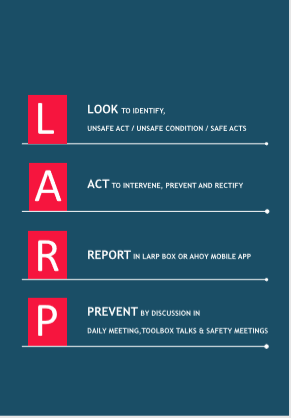 L
LOOK TO IDENTIFY,
UNSAFE ACT / UNSAFE CONDITION / SAFE ACTS
A
ACT TO INTERVENE, PREVENT AND RECTIFY
R
REPORT IN LARP BOX OR AHOY MOBILE APP
P
PREVENT BY DISCUSSION IN
DAILY MEETING,TOOLBOX TALKS & SAFETY MEETINGS